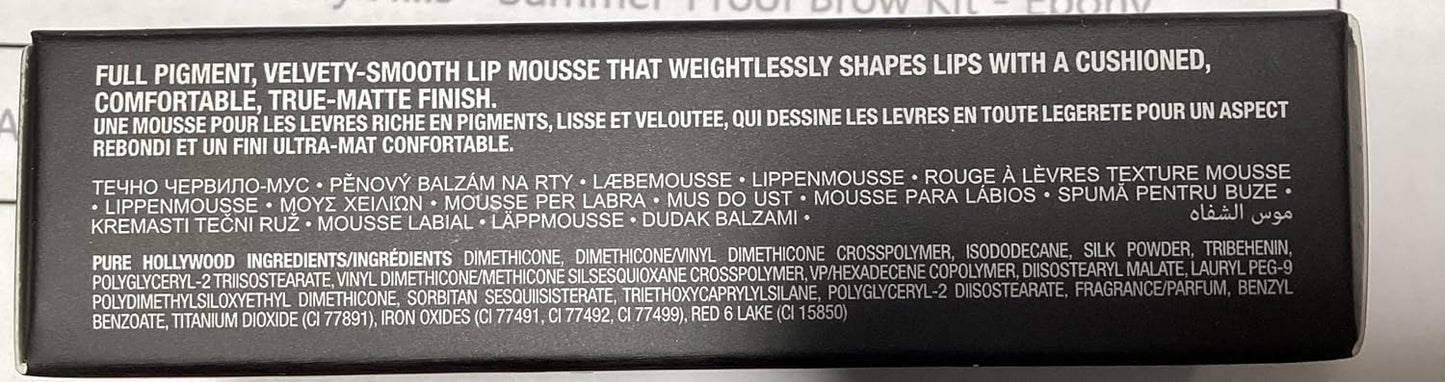 Summer-Proof Brow Kit - Ebony
FULL PIGMENT, VELVETY-SMOOTH LIP MOUSSE THAT WEIGHTLESSLY SHAPES LIPS WITH A CUSHIONED,
COMFORTABLE, TRUE-MATTE FINISH.
UNE MOUSSE POUR LES LEVRES RICHE EN PIGMENTS, LISSE ET VELOUTEE, QUI DESSINE LES LEVRES EN TOUTE LEGERETE POUR UN ASPECT
REBONDI ET UN FINI ULTRA-MAT CONFORTABLE.
ТЕЧНО ЧЕРВИЛО-МУС • PĚNOVÝ BALZÁM NA RTY • LÆBEMOUSSE • LIPPENMOUSSE • ROUGE À LÈVRES TEXTURE MOUSSE
• LIPPENMOUSSE • ΜΟΥΣ ΧΕΙΛΙΩΝ • MOUSSE PER LABRA • MUS DO UST • MOUSSE PARA LÁBIOS • SPUMĂ PENTRU BUZE •
KREMASTI TEČNI RUŽ • MOUSSE LABIAL • LÄPPMOUSSE • DUDAK BALZAMI • موس الشفاه
PURE HOLLYWOOD INGREDIENTS/INGRÉDIENTS DIMETHICONE, DIMETHICONE/VINYL DIMETHICONE CROSSPOLYMER, ISODODECANE, SILK POWDER, TRIBEHENIN,
POLYGLYCERYL-2 TRIISOSTEARATE, VINYL DIMETHICONE/METHICONE SILSESQUIOXANE CROSSPOLYMER, VP/HEXADECENE COPOLYMER, DIISOSTEARYL MALATE, LAURYL PEG-9
POLYDIMETHYLSILOXYETHYL DIMETHICONE, SORBITAN SESQUIISISTERATE, TRIETHOXYCAPRYLYLSILANE, POLYGLYCERYL-2 DIISOSTEARATE, FRAGRANCE/PARFUM, BENZYL
BENZOATE, TITANIUM DIOXIDE (CI 77891), IRON OXIDES (CI 77491, CI 77492, CI 77499), RED 6 LAKE (CI 15850)